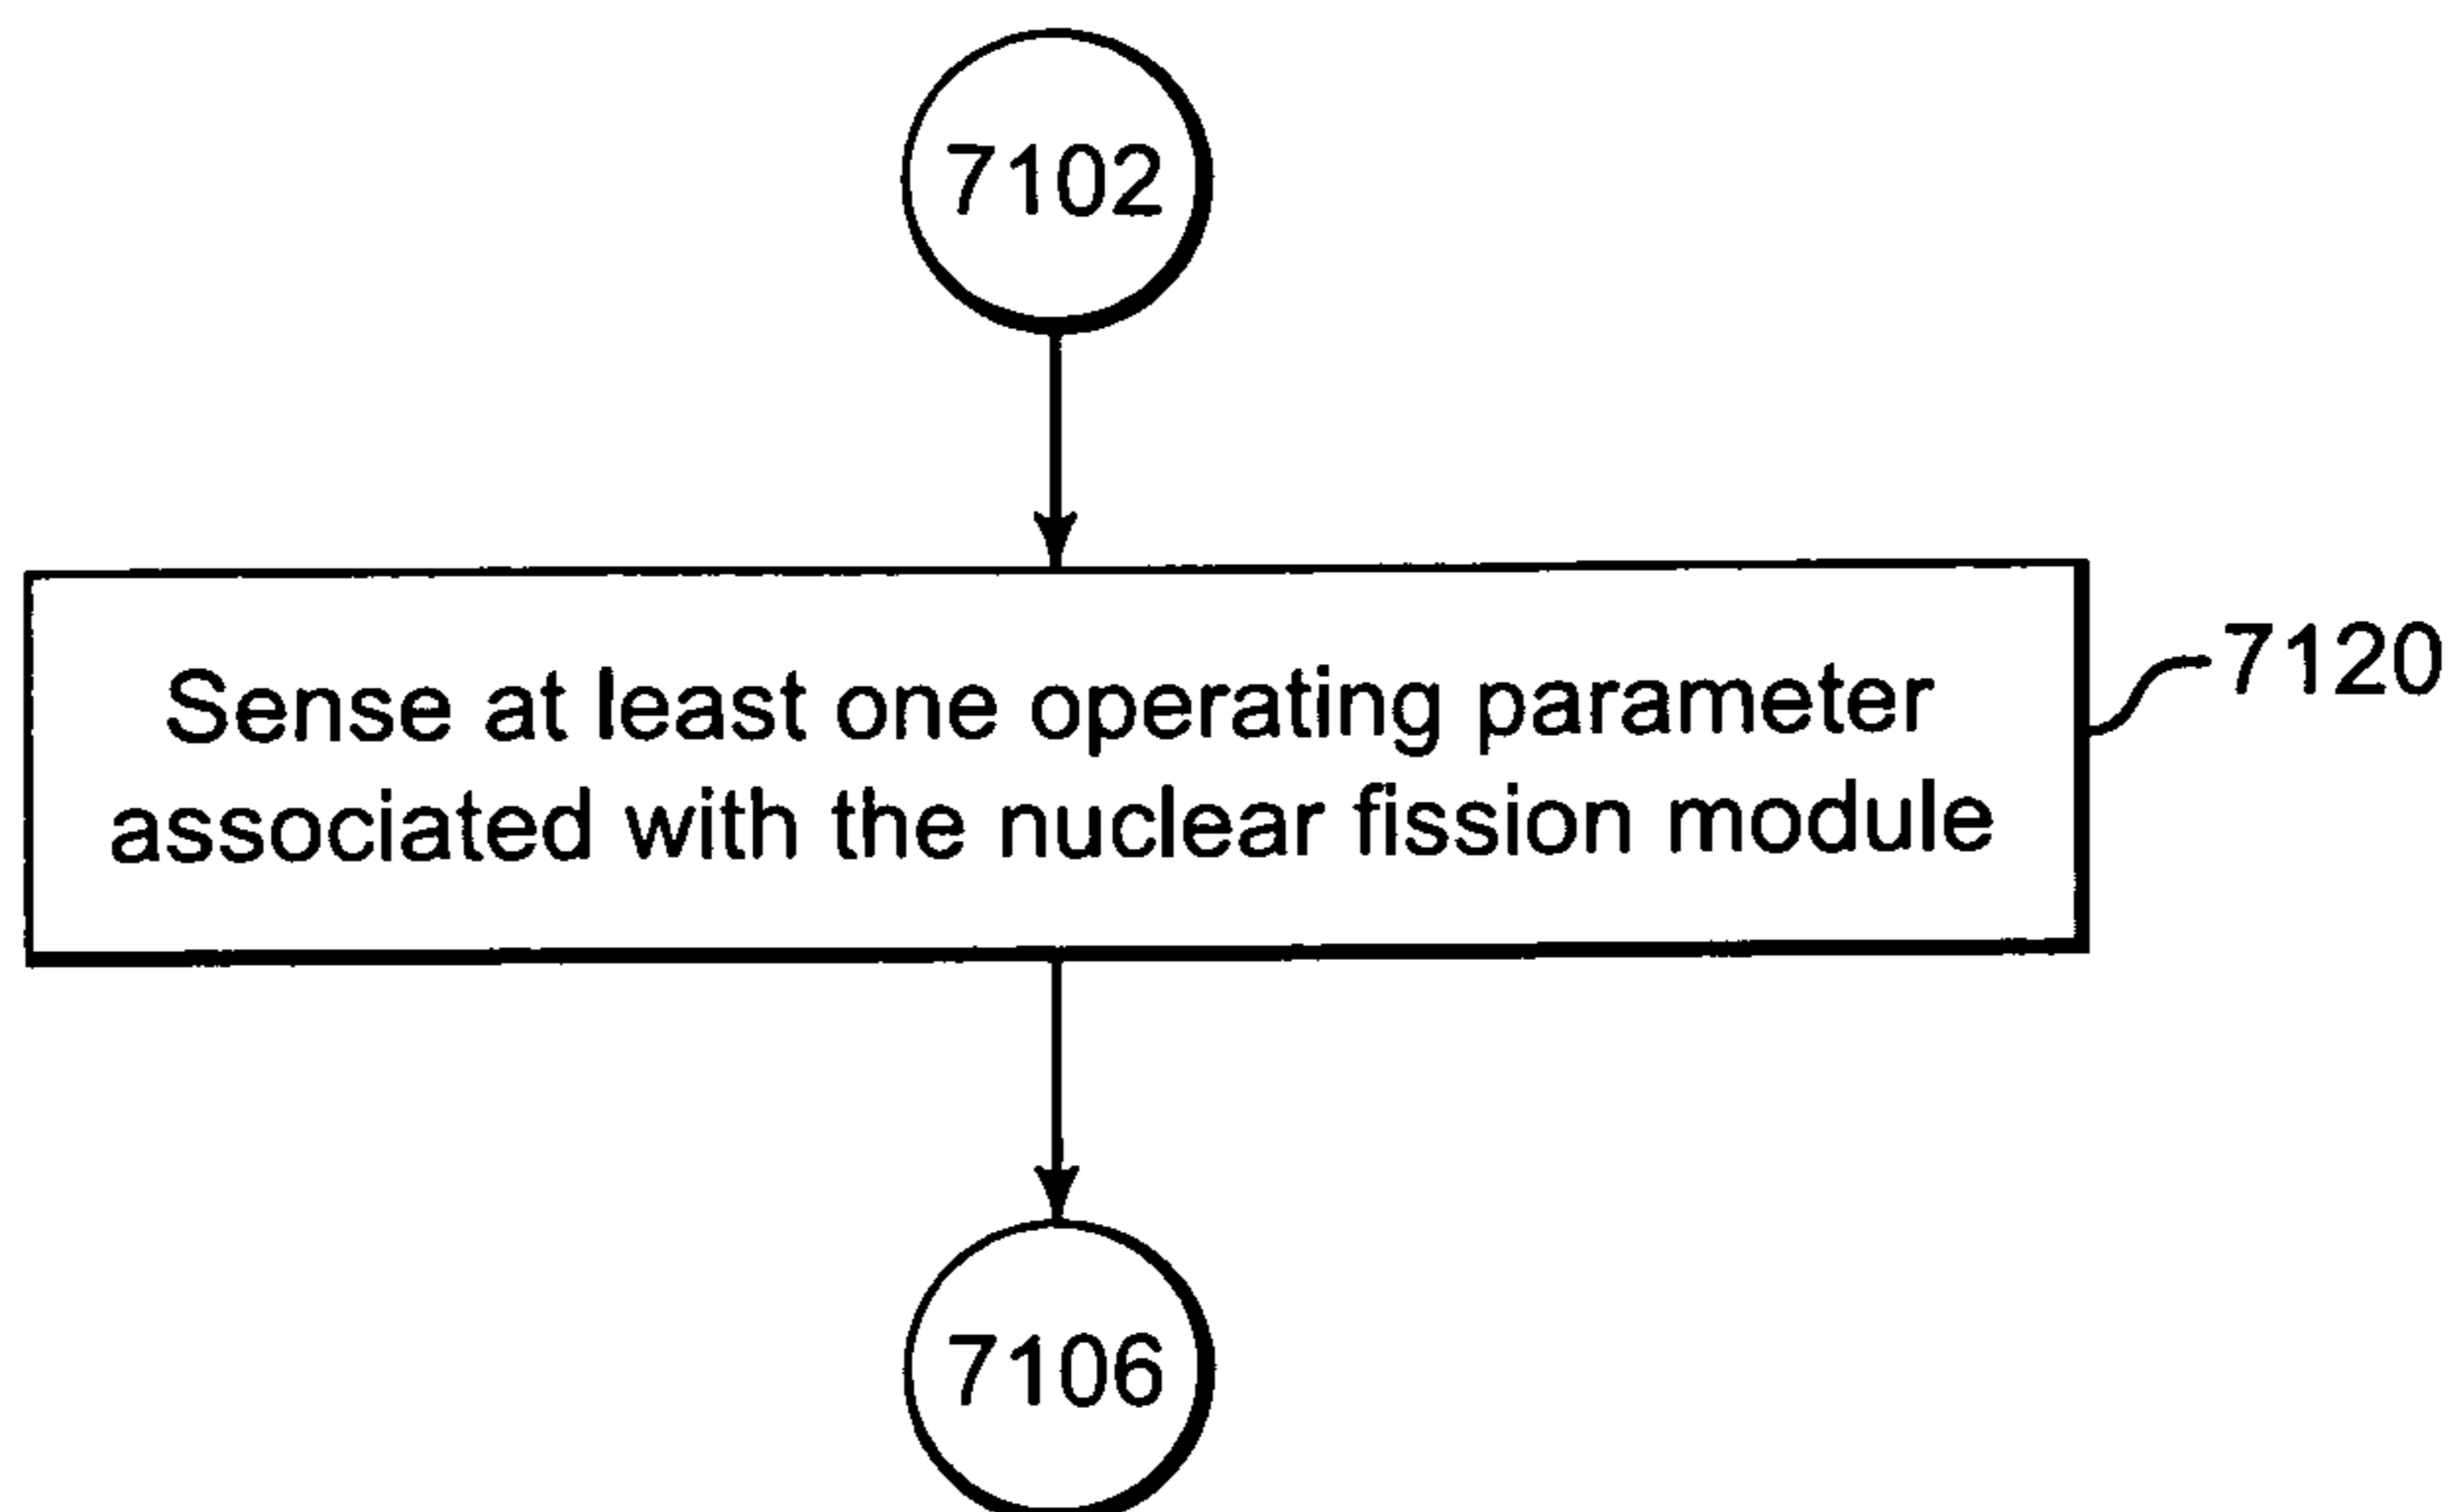 7102
Sense at least one operating parameter
associated with the nuclear fission module
7120
7106